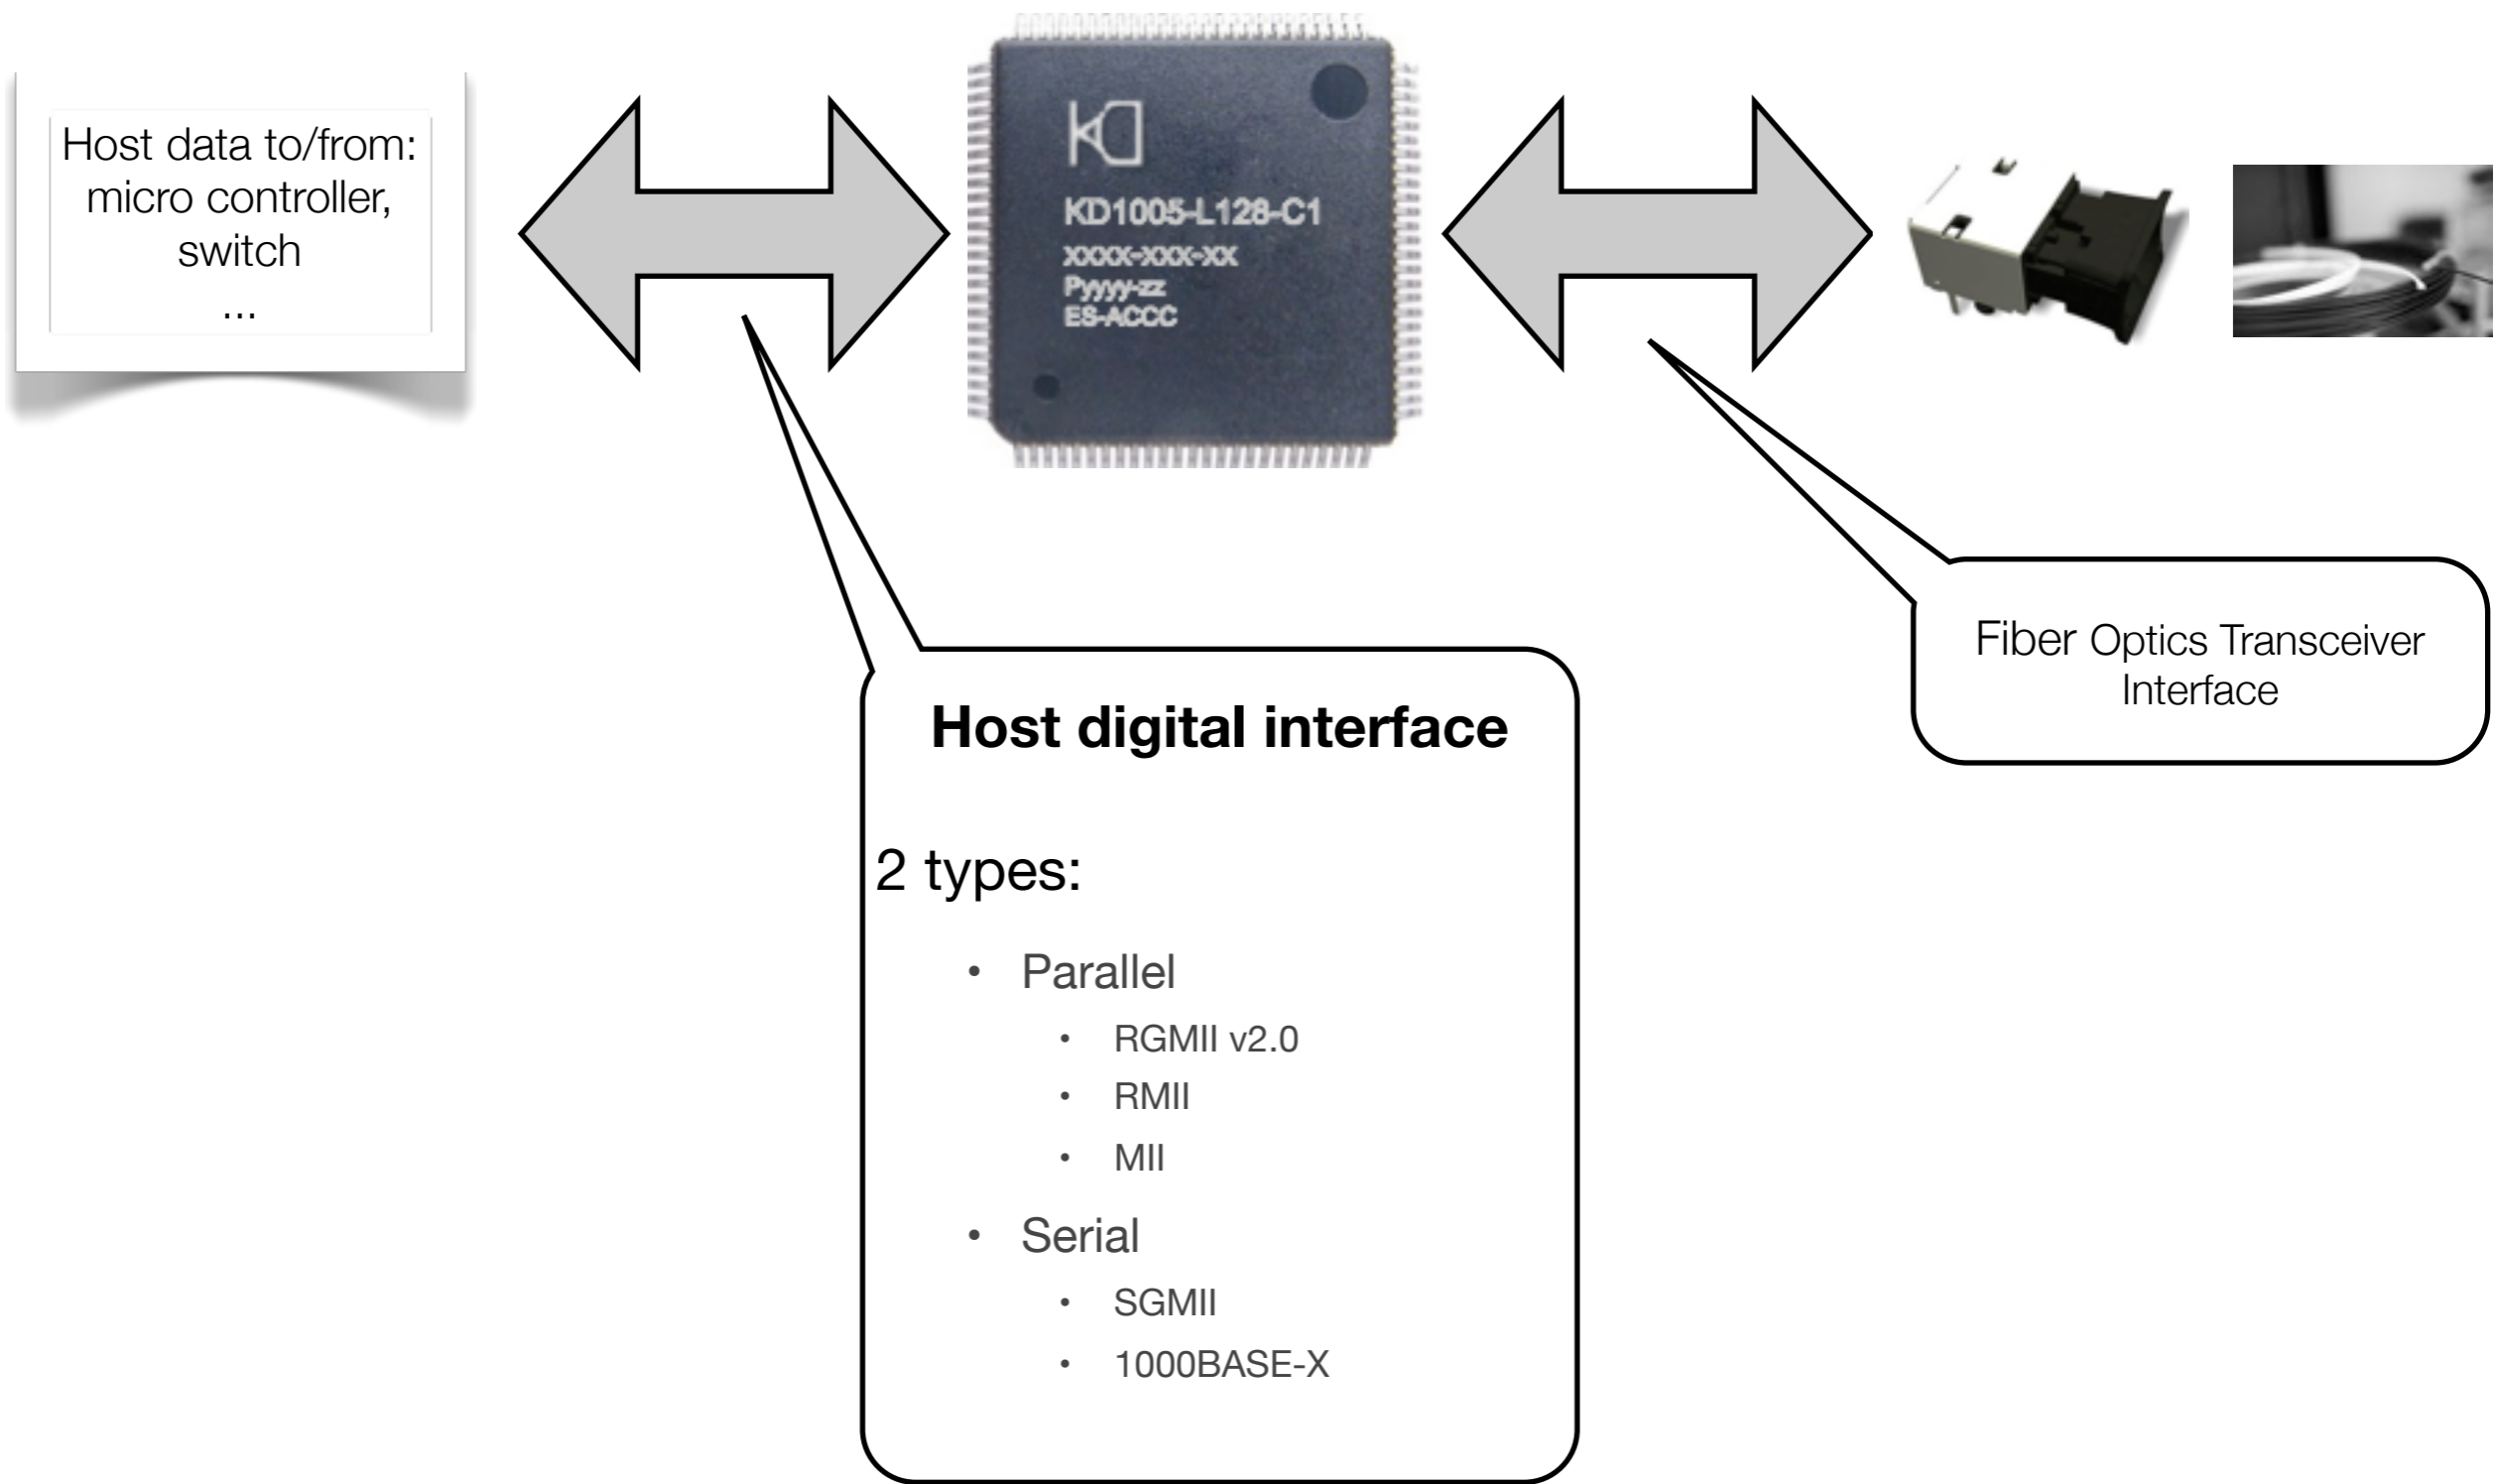 Host data to/from:
micro controller,
switch
...
KD
KD1005-L128-C1
xxxx-xxx-xx
Pyyyy-zz
ES-ACCC
Fiber Optics Transceiver
Interface
Host digital interface
2 types:
• Parallel
• RGMII v2.0
• RMII
• MII
• Serial
• SGMII
• 1000BASE-X